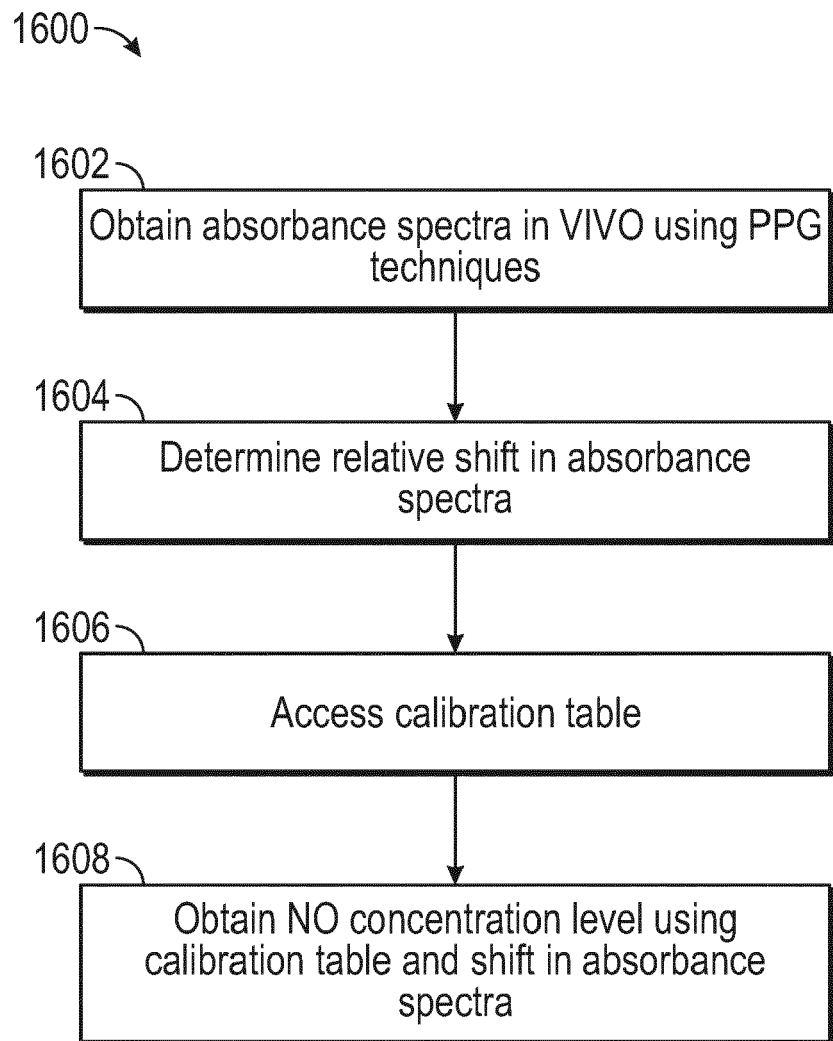 1600
1602
Obtain absorbance spectra in VIVO using PPG
techniques
1604
Determine relative shift in absorbance
spectra
1606
Access calibration table
1608
Obtain NO concentration level using
calibration table and shift in absorbance
spectra